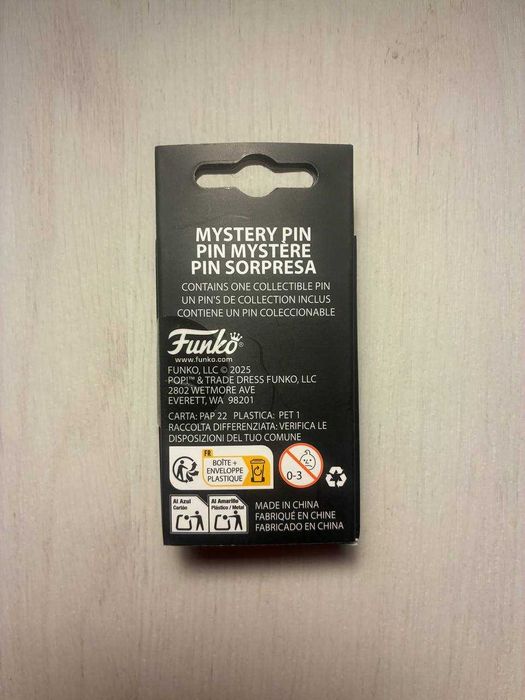 MYSTERY PIN
PIN MYSTÈRE
PIN SORPRESA
CONTAINS ONE COLLECTIBLE PIN
UN PIN'S DE COLLECTION INCLUS
CONTIENE UN PIN COLECCIONABLE
Funko®
www.funko.com
FUNKO, LLC © 2025
POP!™ & TRADE DRESS FUNKO, LLC
2802 WETMORE AVE
EVERETT, WA 98201
CARTA: PAP 22 PLASTICA: PET 1
RACCOLTA DIFFERENZIATA: VERIFICA LE
DISPOSIZIONI DEL TUO COMUNE
FR
BOÎTE +
ENVELOPPE
PLASTIQUE
0-3
Al Azul
Cartón
Al Amarillo
Plástico / Metal
MADE IN CHINA
FABRIQUÉ EN CHINE
FABRICADO EN CHINA